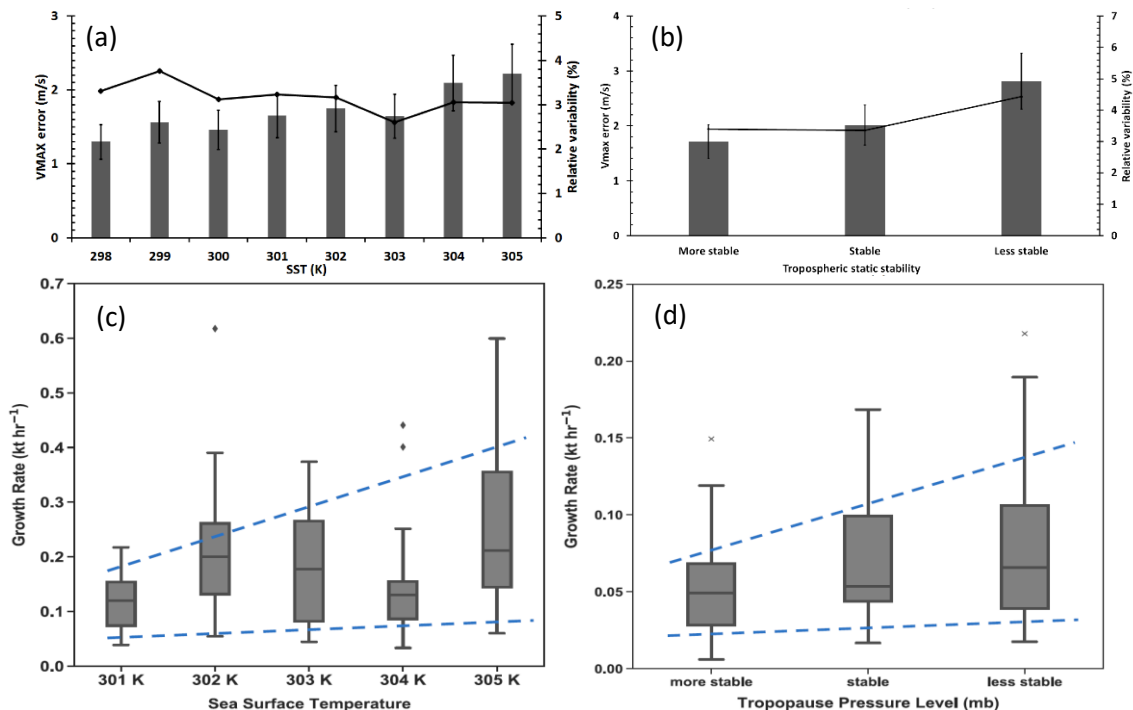 (a)
3
2
1
0
VMAX error (m/s)
5
4
3
2
1
0
Relative variability (%)
298 299 300 301 302 303 304 305
SST (K)
(b)
4
3
2
1
0
Vmax error (m/s)
7
6
5
4
3
2
1
0
Relative variability (%)
More stable Stable Less stable
Tropospheric static stability
(c)
0.7
0.6
0.5
0.4
0.3
0.2
0.1
0.0
Growth Rate (kt hr⁻¹)
301 K 302 K 303 K 304 K 305 K
Sea Surface Temperature
(d)
0.25
0.20
0.15
0.10
0.05
0.00
Growth Rate (kt hr⁻¹)
more stable stable less stable
Tropopause Pressure Level (mb)